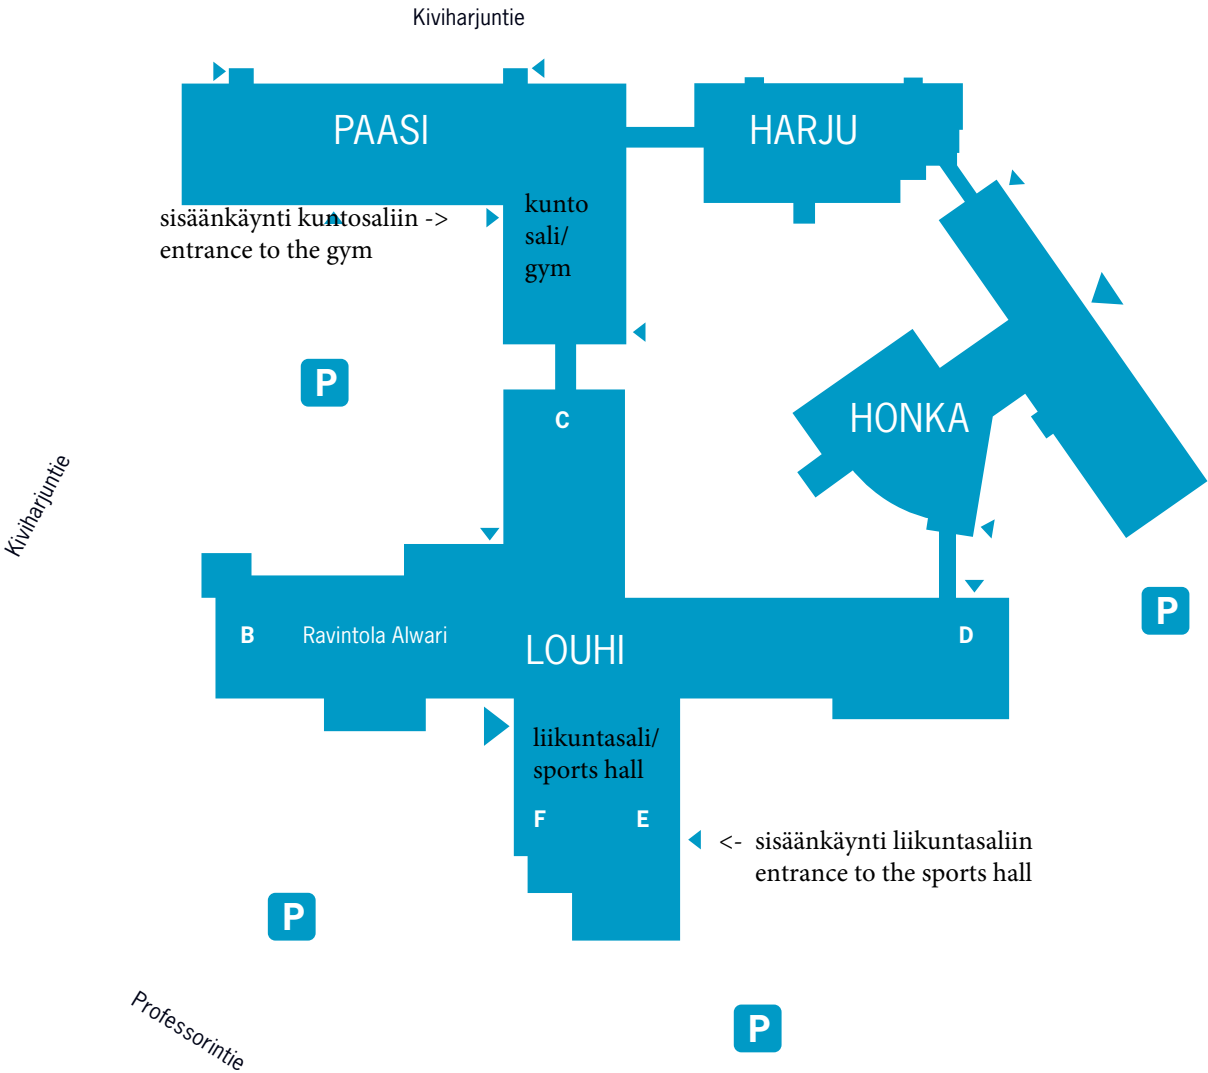 Kiviharjuntie
PAASI
HARJU
sisäänkäynti kuntosaliin ->
entrance to the gym
kunto
sali/
gym
P
C
HONKA
Kiviharjuntie
P
B
Ravintola Alwari
LOUHI
D
liikuntasali/
sports hall
F
E
<- sisäänkäynti liikuntasaliin
entrance to the sports hall
P
Professorintie
P